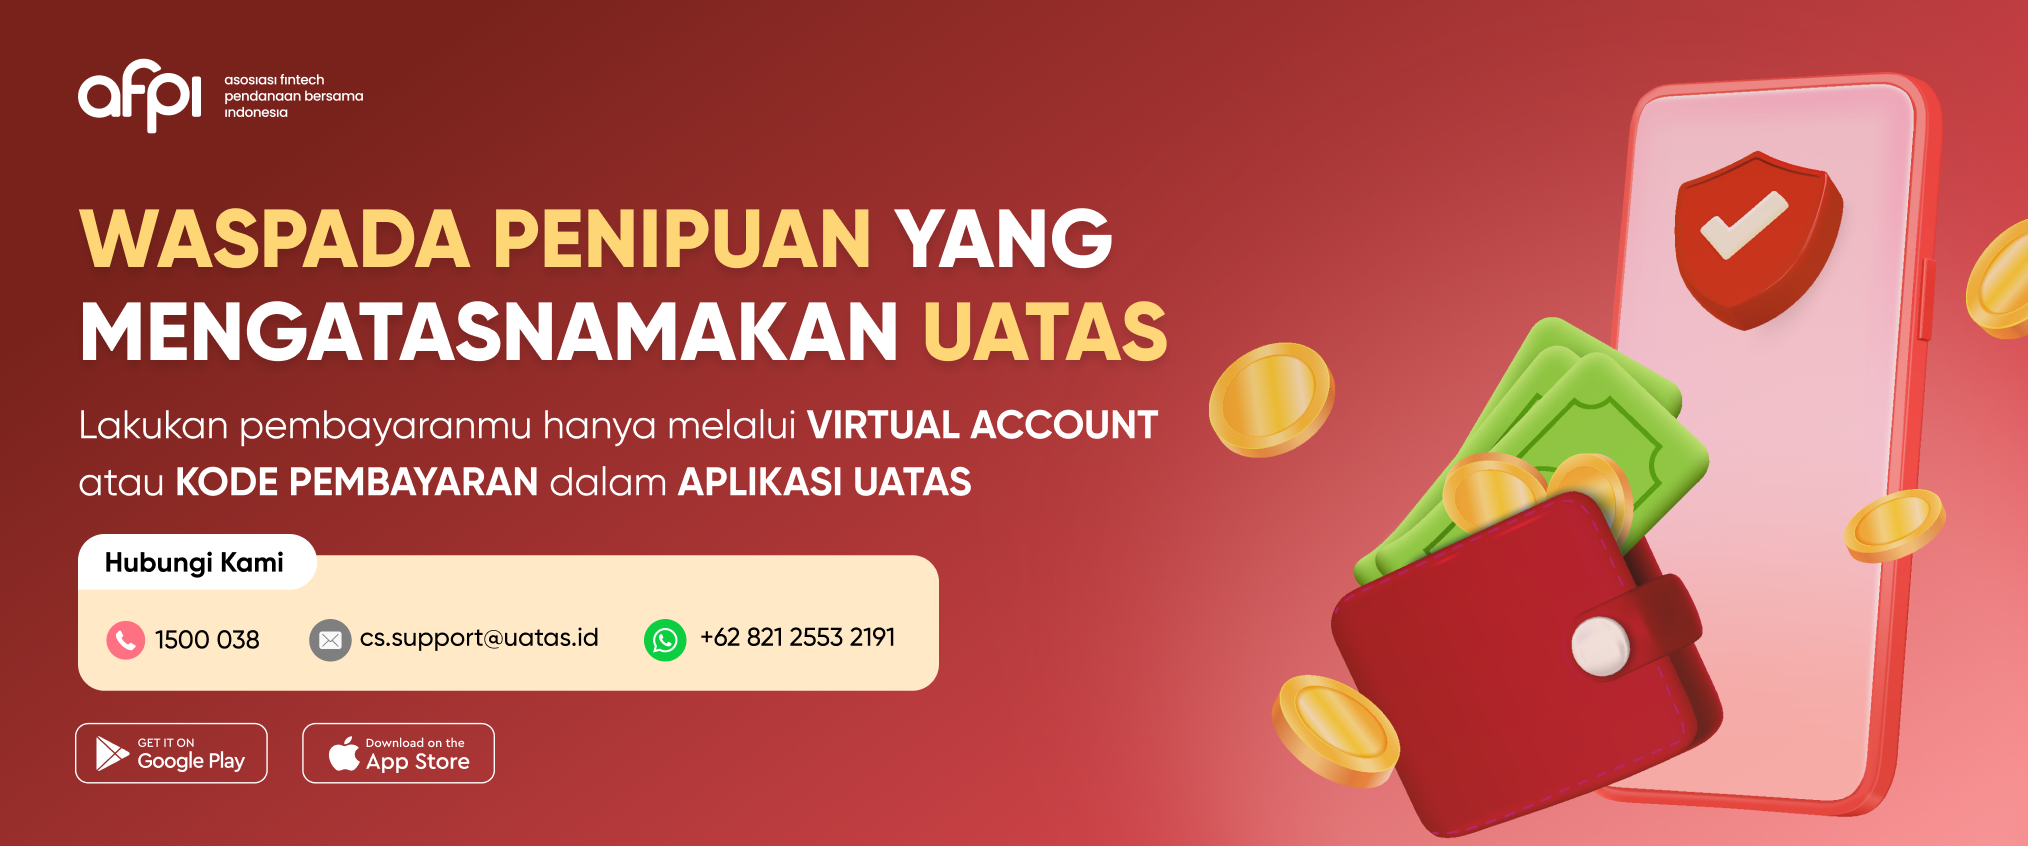 afpi
asosiasi fintech
pendanaan bersama
indonesia
WASPADA PENIPUAN YANG
MENGATASNAMAKAN UATAS
Lakukan pembayaranmu hanya melalui VIRTUAL ACCOUNT
atau KODE PEMBAYARAN dalam APLIKASI UATAS
Hubungi Kami
1500 038
cs.support@uatas.id
+62 821 2553 2191
GET IT ON
Google Play
Download on the
App Store